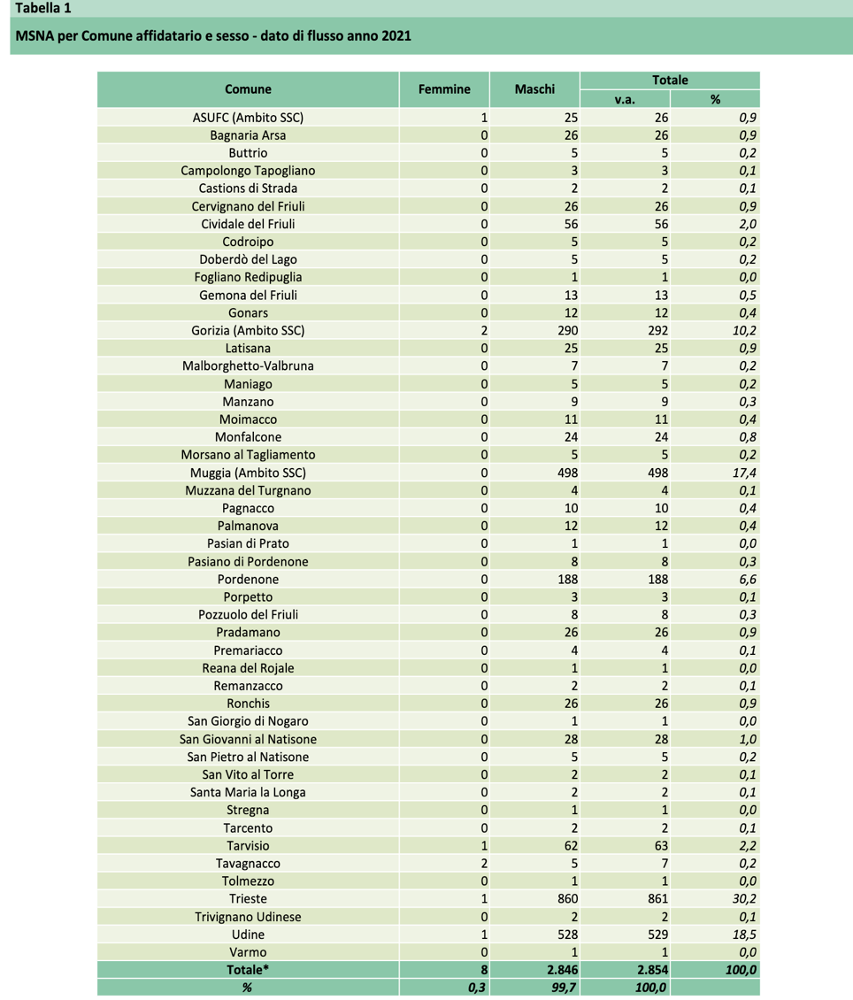 Tabella 1
MSNA per Comune affidatario e sesso - dato di flusso anno 2021
Comune Femmine Maschi Totale
v.a. %
ASUFC (Ambito SSC) 1 25 26 0,9
Bagnaria Arsa 0 26 26 0,9
Buttrio 0 5 5 0,2
Campolongo Tapogliano 0 3 3 0,1
Castions di Strada 0 2 2 0,1
Cervignano del Friuli 0 26 26 0,9
Cividale del Friuli 0 56 56 2,0
Codroipo 0 5 5 0,2
Doberdò del Lago 0 5 5 0,2
Fogliano Redipuglia 0 1 1 0,0
Gemona del Friuli 0 13 13 0,5
Gonars 0 12 12 0,4
Gorizia (Ambito SSC) 2 290 292 10,2
Latisana 0 25 25 0,9
Malborghetto-Valbruna 0 7 7 0,2
Maniago 0 5 5 0,2
Manzano 0 9 9 0,3
Moimacco 0 11 11 0,4
Monfalcone 0 24 24 0,8
Morsano al Tagliamento 0 5 5 0,2
Muggia (Ambito SSC) 0 498 498 17,4
Muzzana del Turgnano 0 4 4 0,1
Pagnacco 0 10 10 0,4
Palmanova 0 12 12 0,4
Pasian di Prato 0 1 1 0,0
Pasiano di Pordenone 0 8 8 0,3
Pordenone 0 188 188 6,6
Porpetto 0 3 3 0,1
Pozzuolo del Friuli 0 8 8 0,3
Pradamano 0 26 26 0,9
Premariacco 0 4 4 0,1
Reana del Rojale 0 1 1 0,0
Remanzacco 0 2 2 0,1
Ronchis 0 26 26 0,9
San Giorgio di Nogaro 0 1 1 0,0
San Giovanni al Natisone 0 28 28 1,0
San Pietro al Natisone 0 5 5 0,2
San Vito al Torre 0 2 2 0,1
Santa Maria la Longa 0 2 2 0,1
Stregna 0 1 1 0,0
Tarcento 0 2 2 0,1
Tarvisio 1 62 63 2,2
Tavagnacco 2 5 7 0,2
Tolmezzo 0 1 1 0,0
Trieste 1 860 861 30,2
Trivignano Udinese 0 2 2 0,1
Udine 1 528 529 18,5
Varmo 0 1 1 0,0
Totale* 8 2.846 2.854 100,0
% 0,3 99,7 100,0